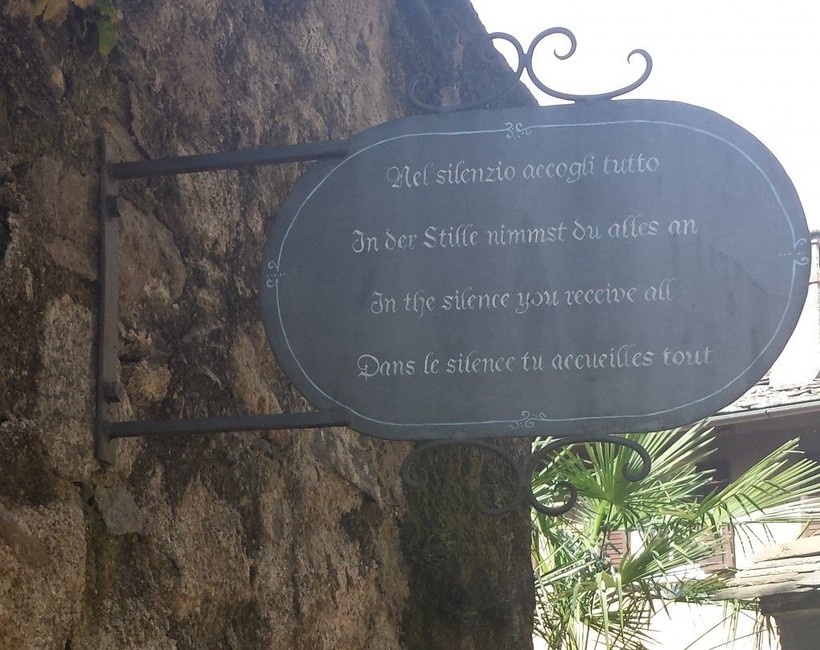 Nel silenzio accogli tutto
In der Stille nimmst du alles an
In the silence you receive all
Dans le silence tu accueilles tout